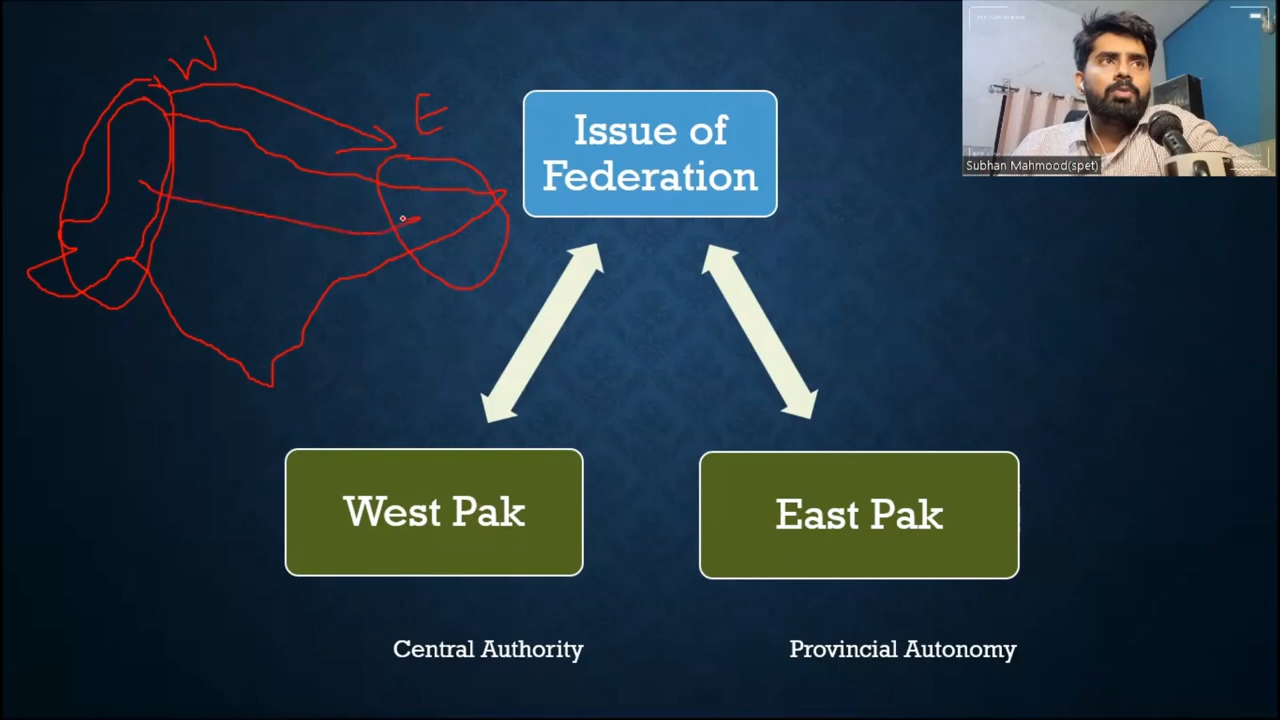 W
E
Issue of
Federation
Subhan Mahmood(spet)
West Pak
East Pak
Central Authority
Provincial Autonomy